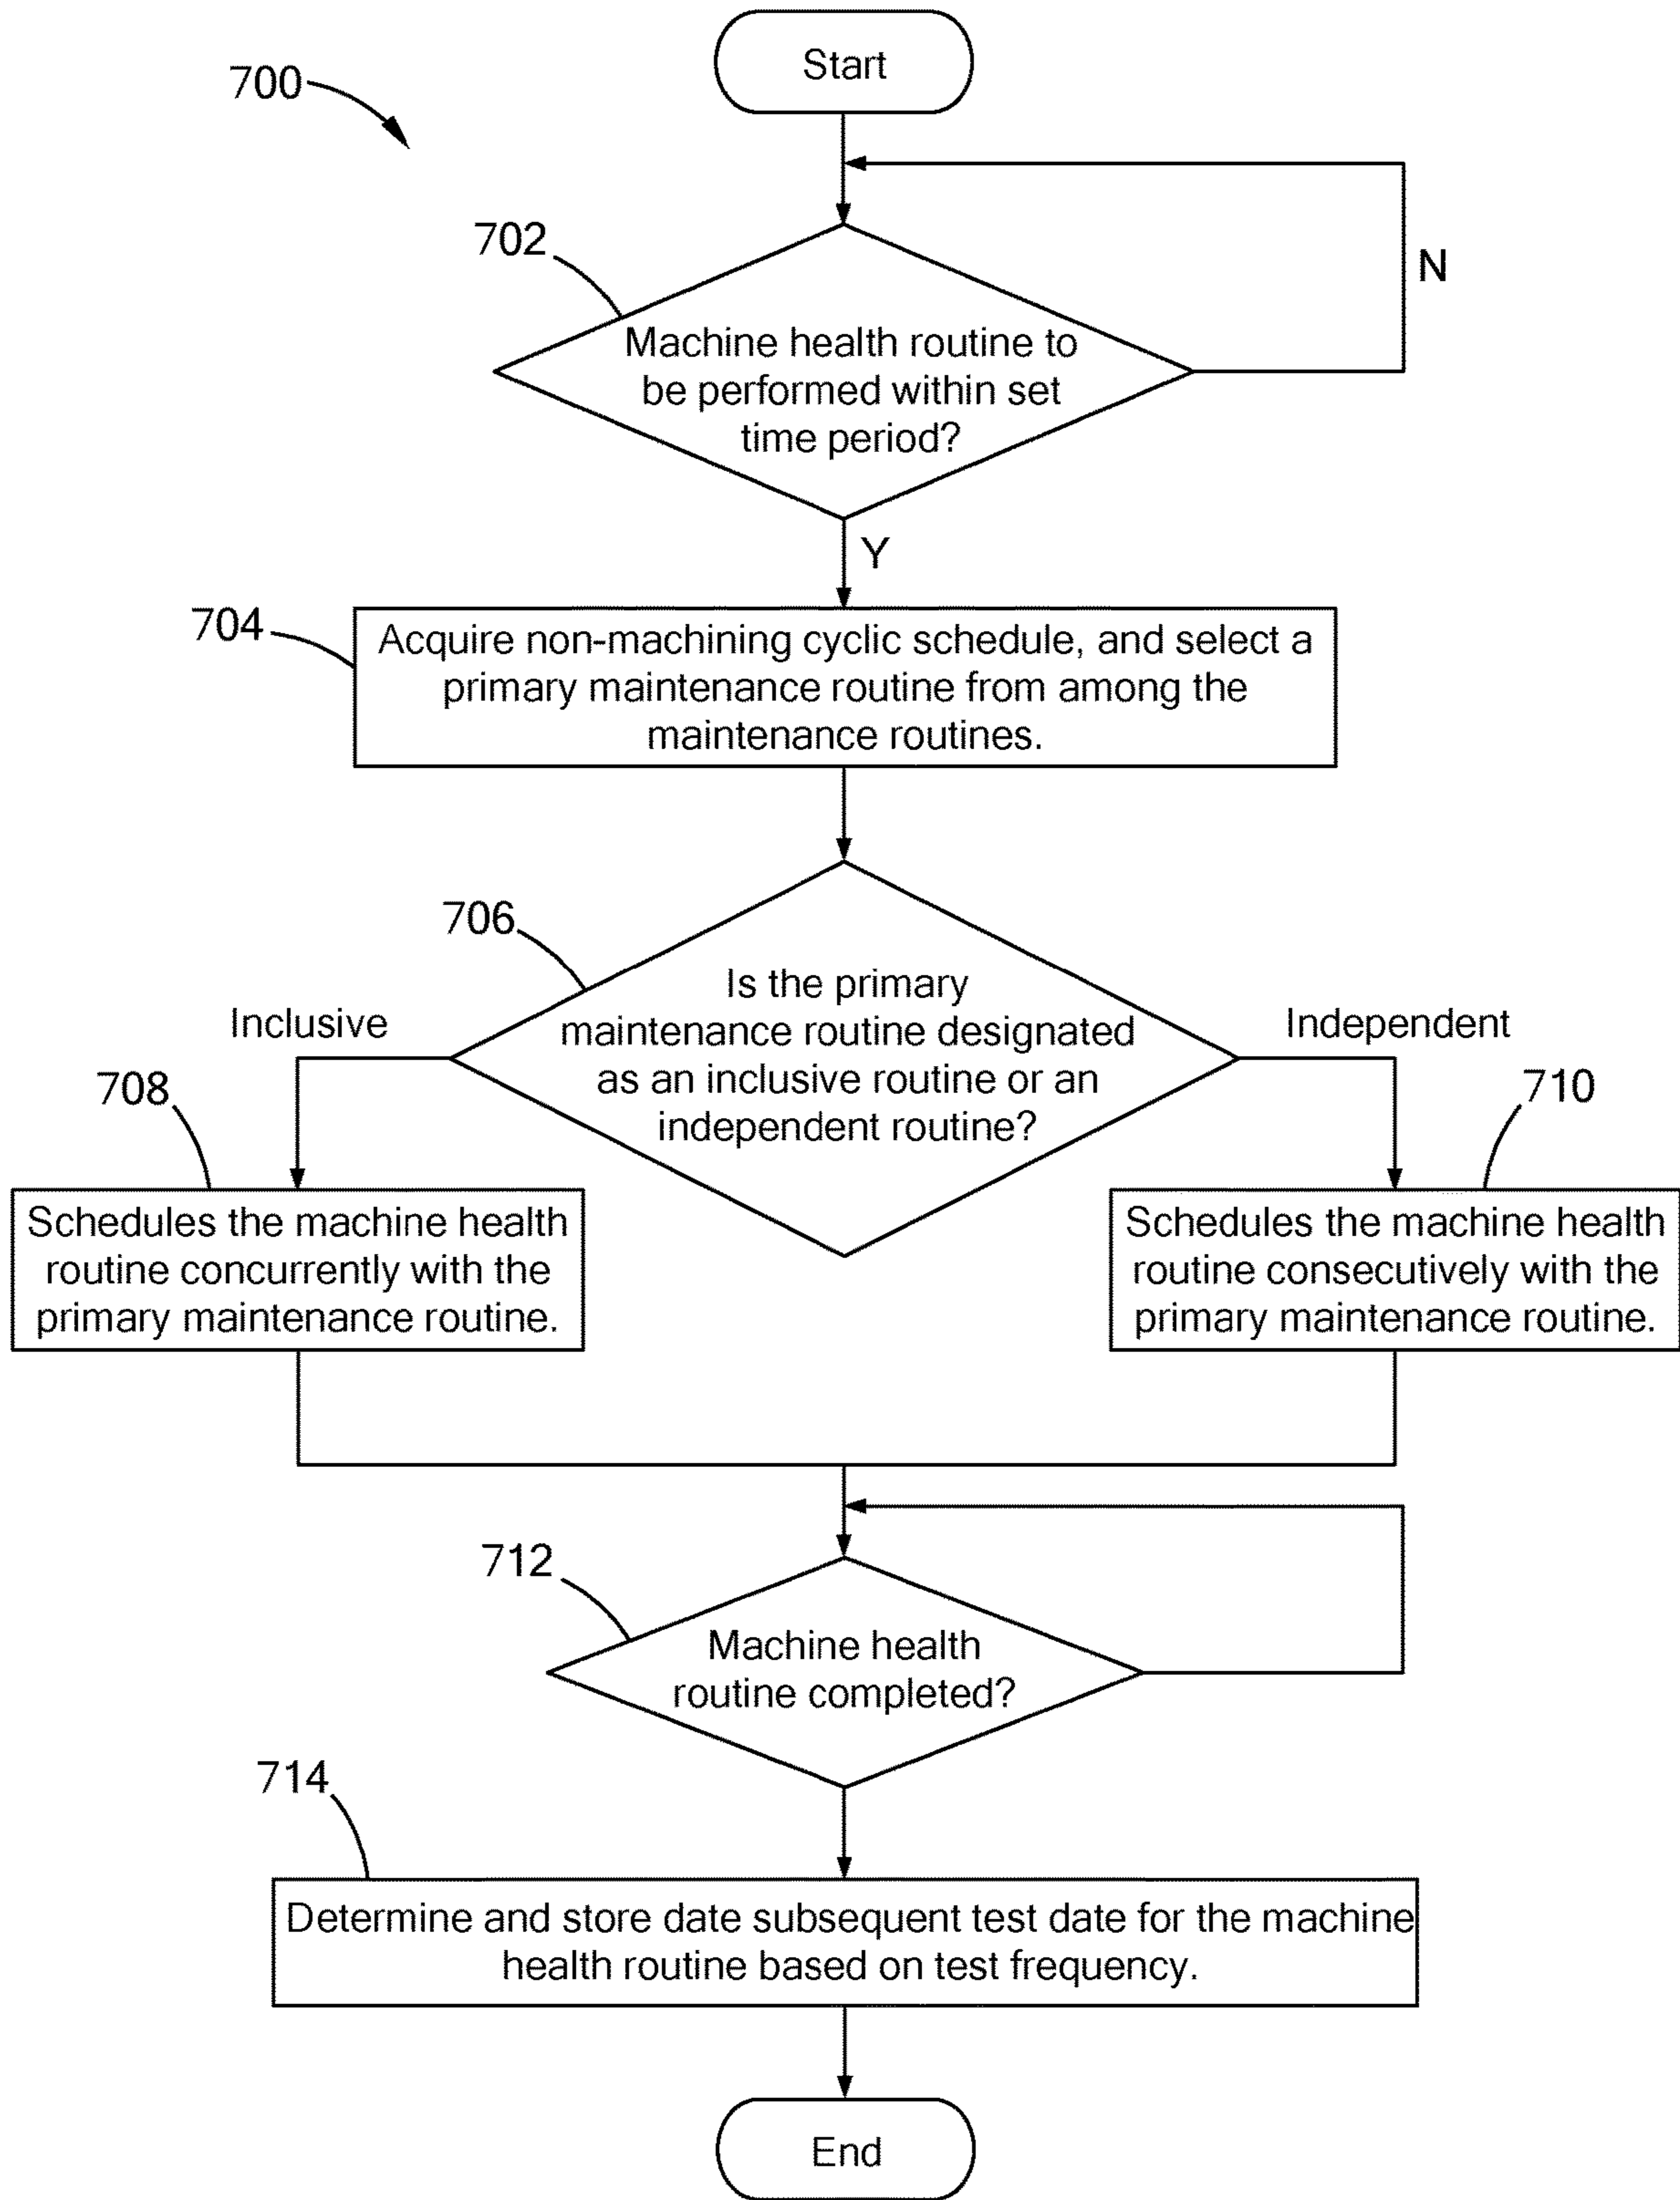 Start
700
702
N
Machine health routine to
be performed within set
time period?
Y
704
Acquire non-machining cyclic schedule, and select a
primary maintenance routine from among the
maintenance routines.
706
Is the primary
maintenance routine designated
as an inclusive routine or an
independent routine?
Inclusive
Independent
708
710
Schedules the machine health
routine concurrently with the
primary maintenance routine.
Schedules the machine health
routine consecutively with the
primary maintenance routine.
712
Machine health
routine completed?
714
Determine and store date subsequent test date for the machine
health routine based on test frequency.
End